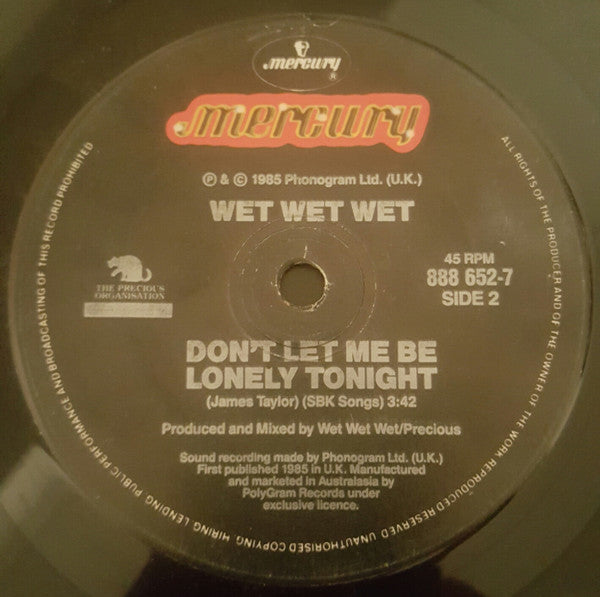 mercury
®
mercury
℗ & © 1985 Phonogram Ltd. (U.K.)
WET WET WET
45 RPM
888 652-7
SIDE 2
THE PRECIOUS
ORGANISATION
DON'T LET ME BE
LONELY TONIGHT
(James Taylor) (SBK Songs) 3:42
Produced and Mixed by Wet Wet Wet/Precious
Sound recording made by Phonogram Ltd. (U.K.)
First published 1985 in U.K. Manufactured
and marketed in Australasia by
PolyGram Records under
exclusive licence.
ALL RIGHTS OF THE PRODUCER AND OF THE OWNER OF THE WORK REPRODUCED RESERVED UNAUTHORISED COPYING HIRING LENDING PUBLIC PERFORMANCE AND BROADCASTING OF THIS RECORD PROHIBITED